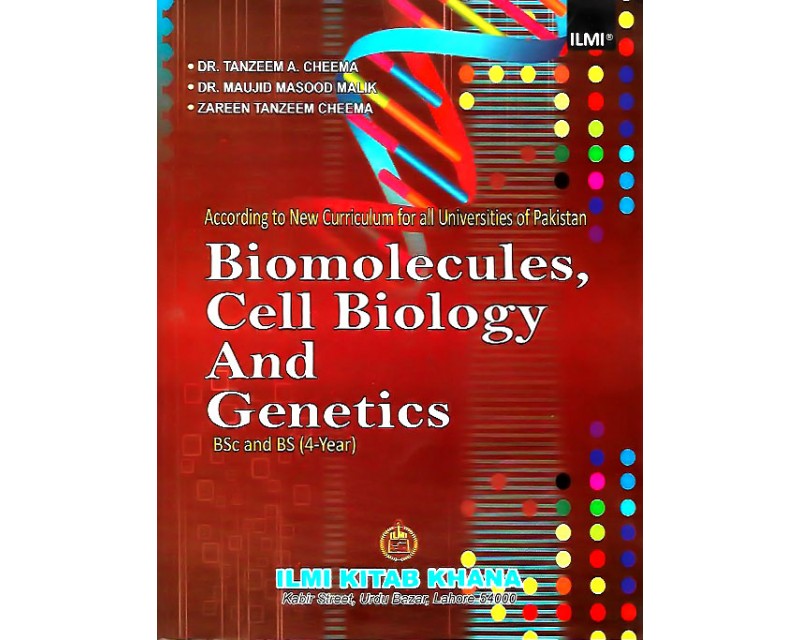 ILMI®
• DR. TANZEEM A. CHEEMA
• DR. MAUJID MASOOD MALIK
• ZAREEN TANZEEM CHEEMA
According to New Curriculum for all Universities of Pakistan
Biomolecules,
Cell Biology
And
Genetics
BSc and BS (4-Year)
ILMI
ILMI KITAB KHANA
Kabir Street, Urdu Bazar, Lahore 54000